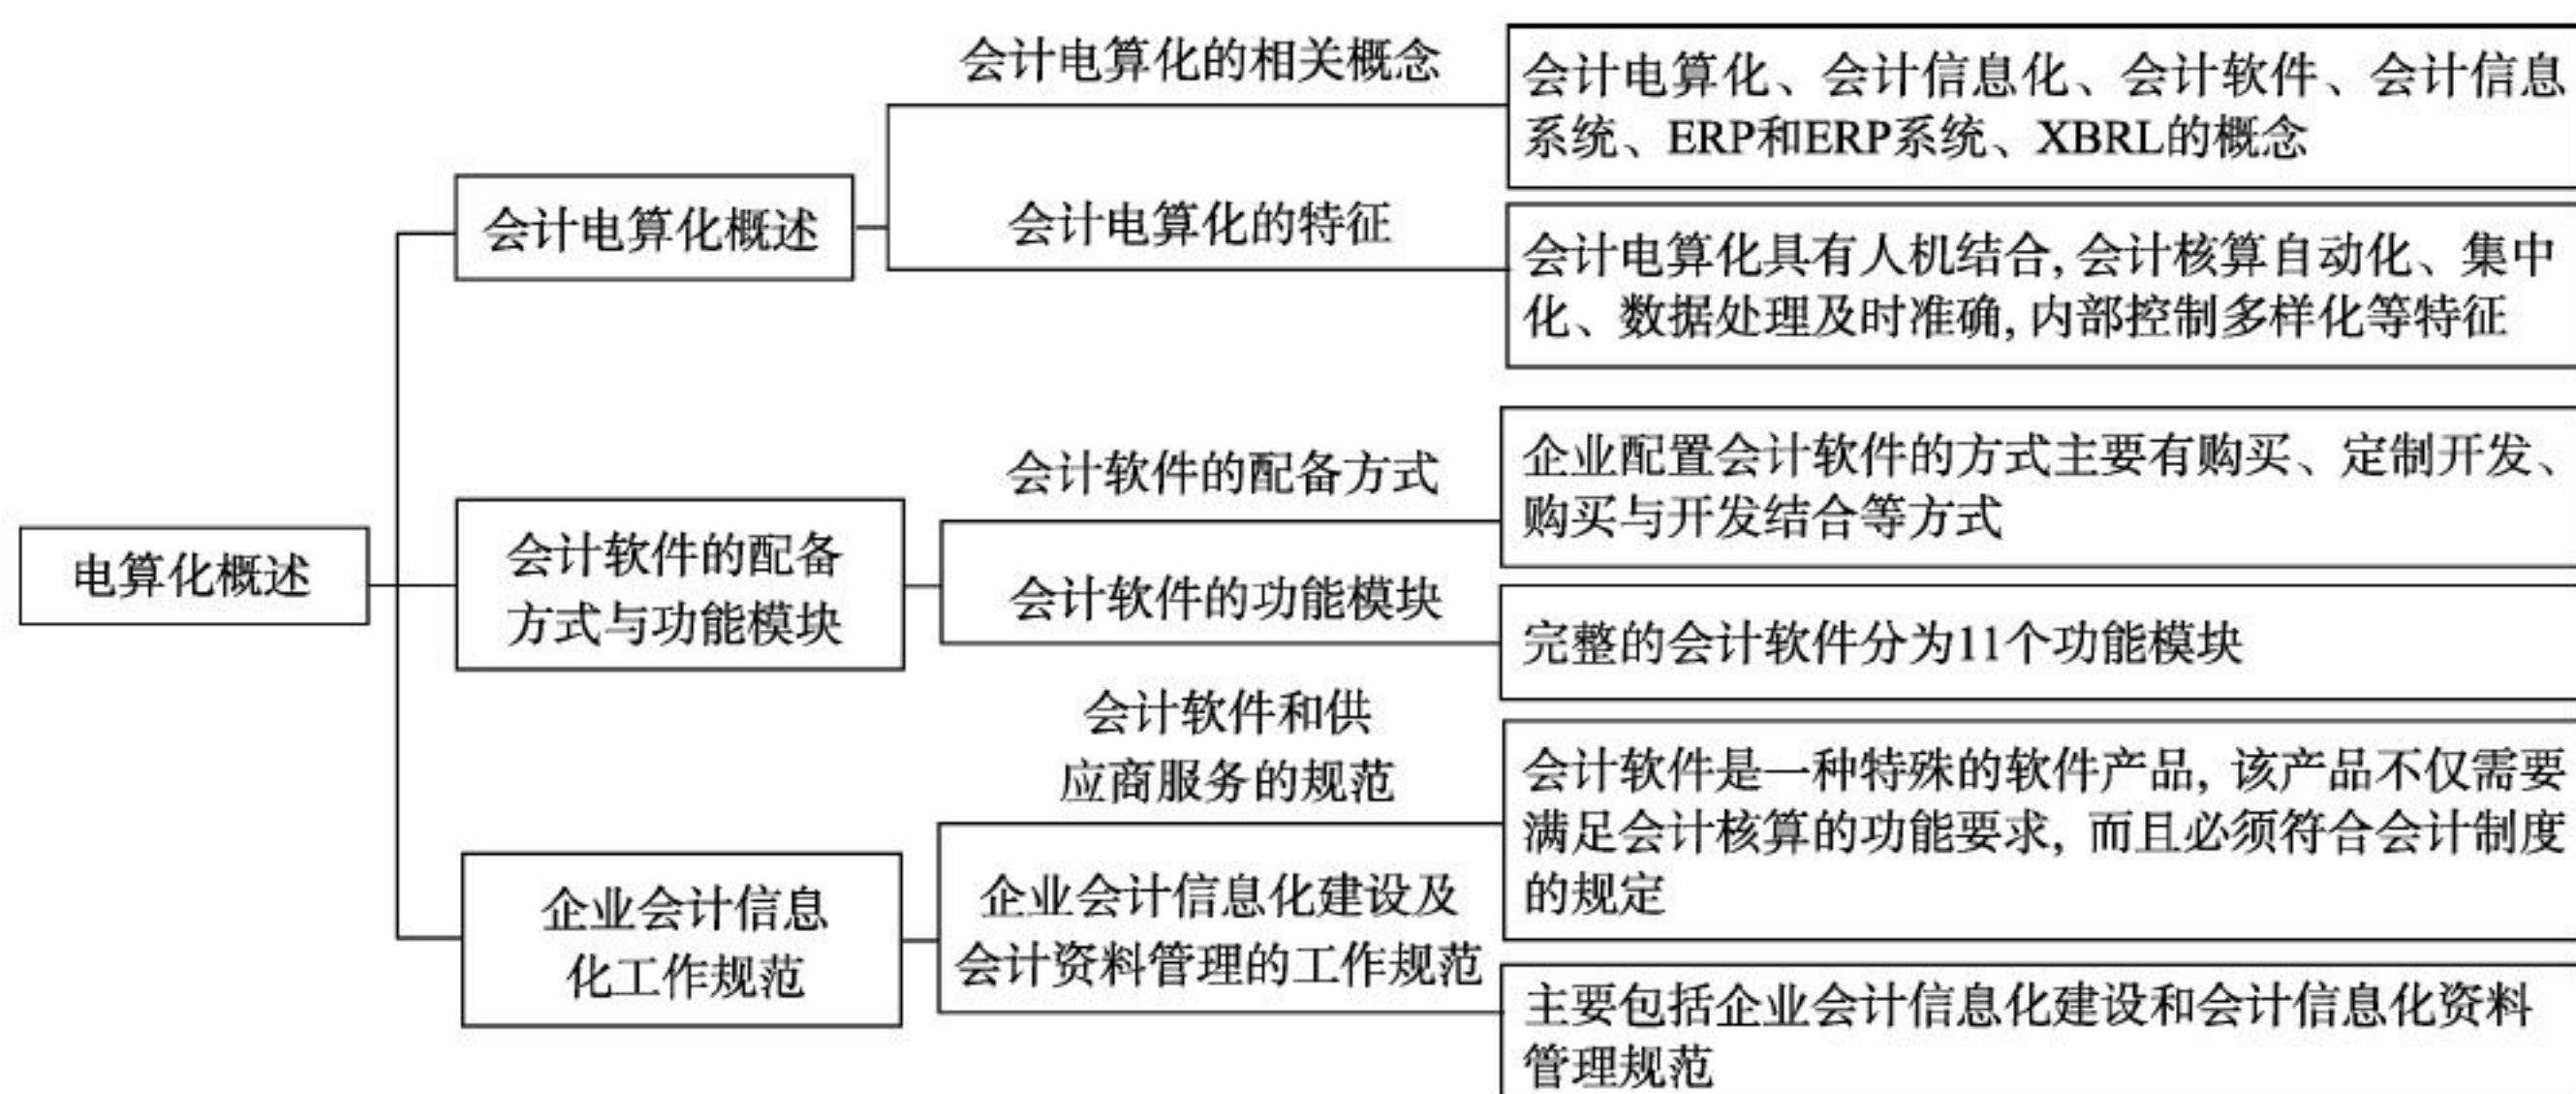 电算化概述
会计电算化概述
会计电算化的相关概念
会计电算化、会计信息化、会计软件、会计信息
系统、ERP和ERP系统、XBRL的概念
会计电算化的特征
会计电算化具有人机结合,会计核算自动化、集中
化、数据处理及时准确,内部控制多样化等特征
会计软件的配备
方式与功能模块
会计软件的配备方式
企业配置会计软件的方式主要有购买、定制开发、
购买与开发结合等方式
会计软件的功能模块
完整的会计软件分为11个功能模块
企业会计信息
化工作规范
会计软件和供
应商服务的规范
会计软件是一种特殊的软件产品,该产品不仅需要
满足会计核算的功能要求,而且必须符合会计制度
的规定
企业会计信息化建设及
会计资料管理的工作规范
主要包括企业会计信息化建设和会计信息化资料
管理规范